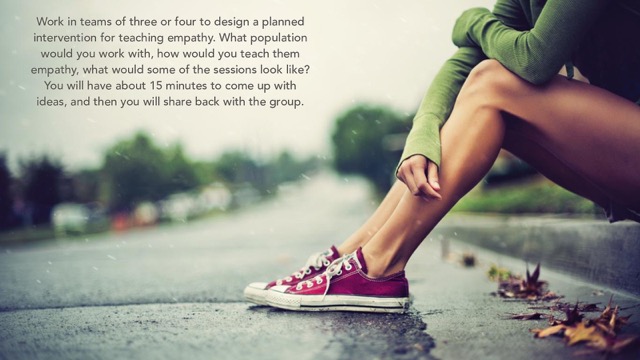 Work in teams of three or four to design a planned
intervention for teaching empathy. What population
would you work with, how would you teach them
empathy, what would some of the sessions look like?
You will have about 15 minutes to come up with
ideas, and then you will share back with the group.